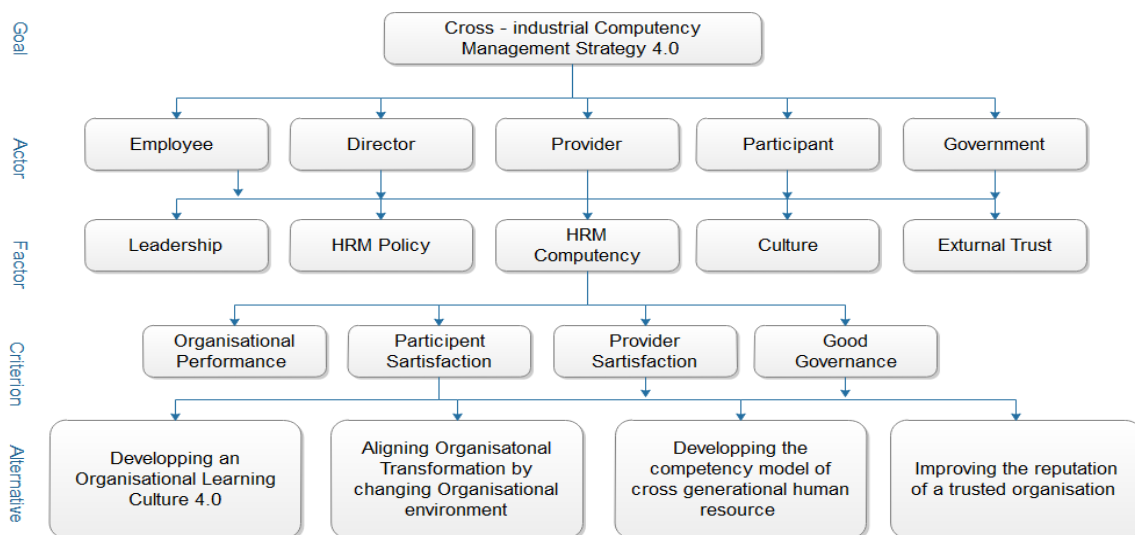 Goal
Cross - industrial Computency
Management Strategy 4.0
Actor
Employee
Director
Provider
Participant
Government
Factor
Leadership
HRM Policy
HRM
Computency
Culture
Exturnal Trust
Criterion
Organisational
Performance
Participent
Sartisfaction
Provider
Sartisfaction
Good
Governance
Alternative
Developping an
Organisational Learning
Culture 4.0
Aligning Organisatonal
Transformation by
changing Organisational
environment
Developping the
competency model of
cross generational human
resource
Improving the reputation
of a trusted organisation